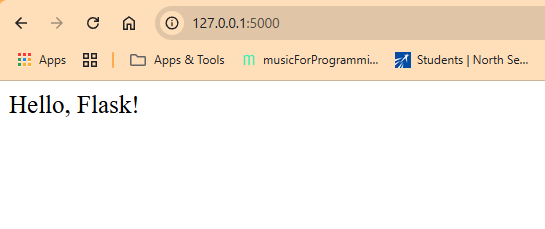 127.0.0.1:5000
Apps Apps & Tools musicForProgrammi... Students | North Se...
Hello, Flask!